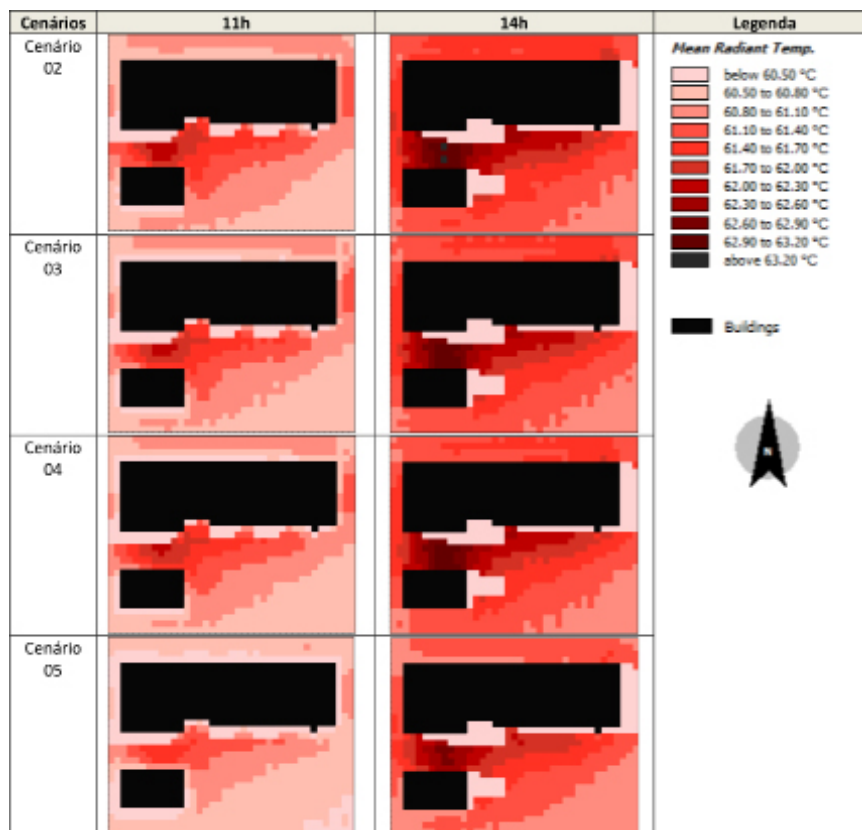 Cenários 11h 14h Legenda
Cenário
02
Mean Radiant Temp.
below 60.50 °C
60.50 to 60.80 °C
60.80 to 61.10 °C
61.10 to 61.40 °C
61.40 to 61.70 °C
61.70 to 62.00 °C
62.00 to 62.30 °C
62.30 to 62.60 °C
62.60 to 62.90 °C
62.90 to 63.20 °C
above 63.20 °C
Cenário
03
Buildings
Cenário
04
N
Cenário
05